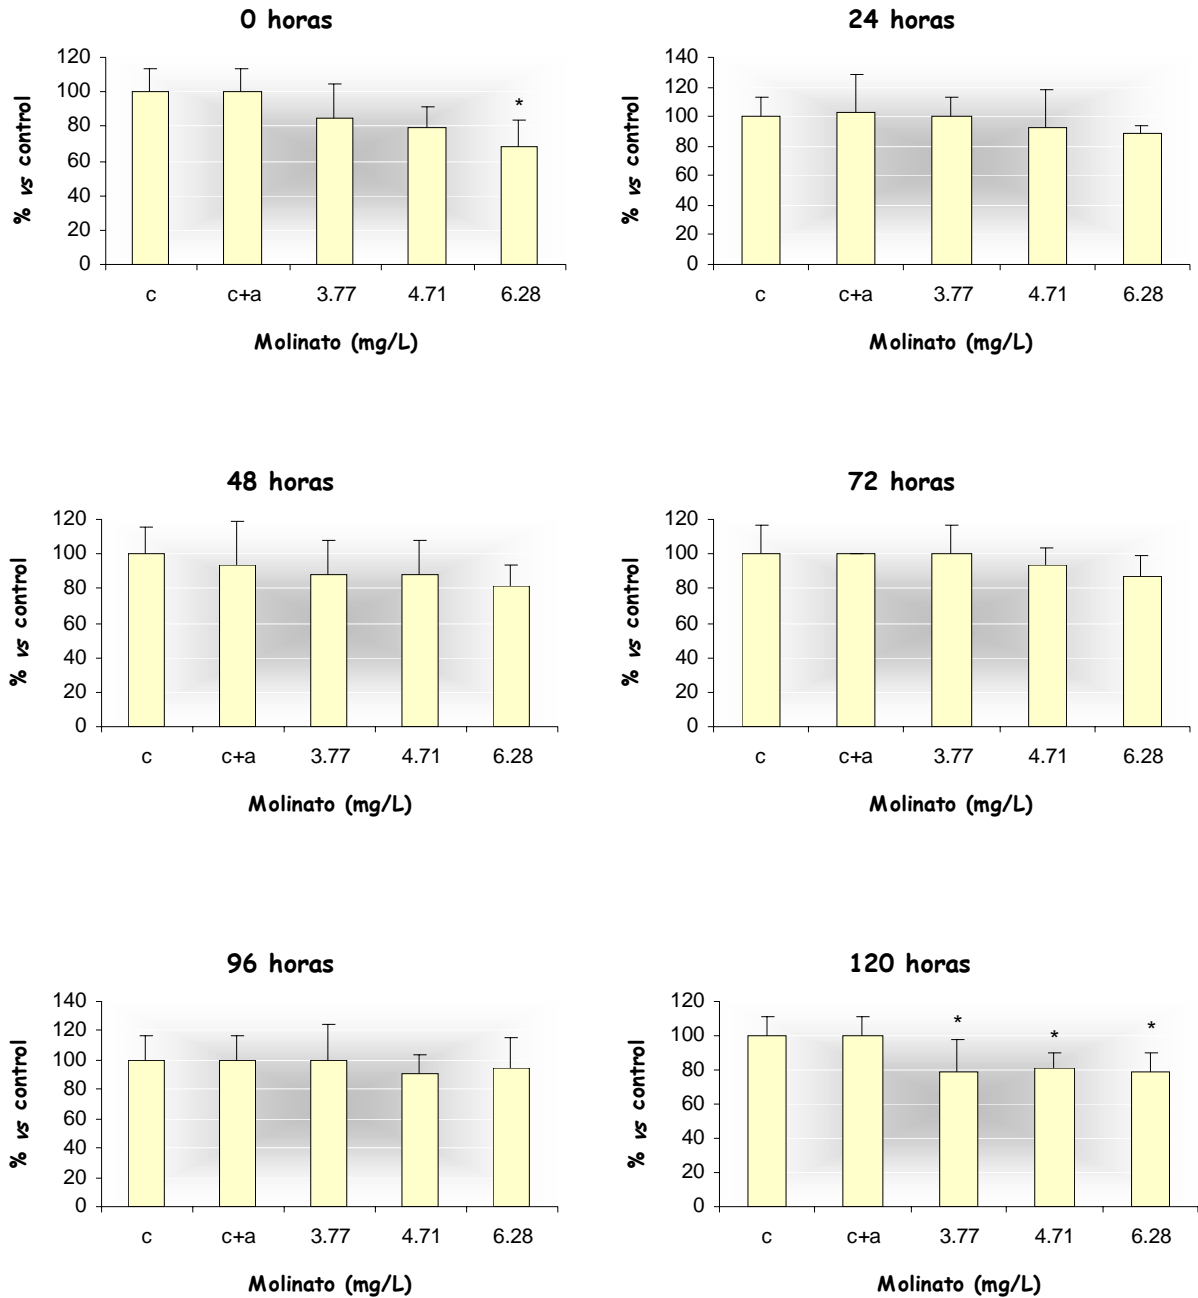 0 horas
120
100
80
60
40
20
0
% vs control
*
c c+a 3.77 4.71 6.28
Molinato (mg/L)
24 horas
140
120
100
80
60
40
20
0
% vs control
c c+a 3.77 4.71 6.28
Molinato (mg/L)
48 horas
120
100
80
60
40
20
0
% vs control
c c+a 3.77 4.71 6.28
Molinato (mg/L)
72 horas
120
100
80
60
40
20
0
% vs control
c c+a 3.77 4.71 6.28
Molinato (mg/L)
96 horas
140
120
100
80
60
40
20
0
% vs control
c c+a 3.77 4.71 6.28
Molinato (mg/L)
120 horas
120
100
80
60
40
20
0
% vs control
* * *
c c+a 3.77 4.71 6.28
Molinato (mg/L)